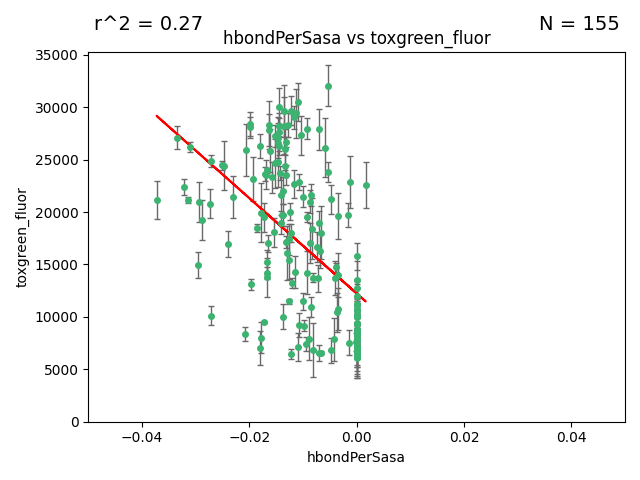 r^2 = 0.27
N = 155
hbondPerSasa vs toxgreen_fluor
35000
30000
25000
20000
15000
10000
5000
0
toxgreen_fluor
−0.04
−0.02
0.00
0.02
0.04
hbondPerSasa